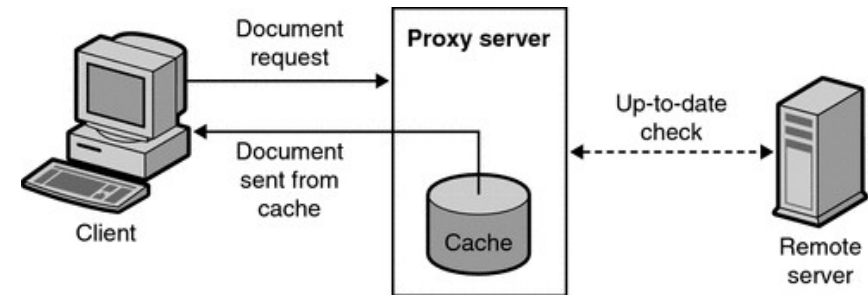 Document
request
Proxy server
Up-to-date
check
Document
sent from
cache
Client
Cache
Remote
server